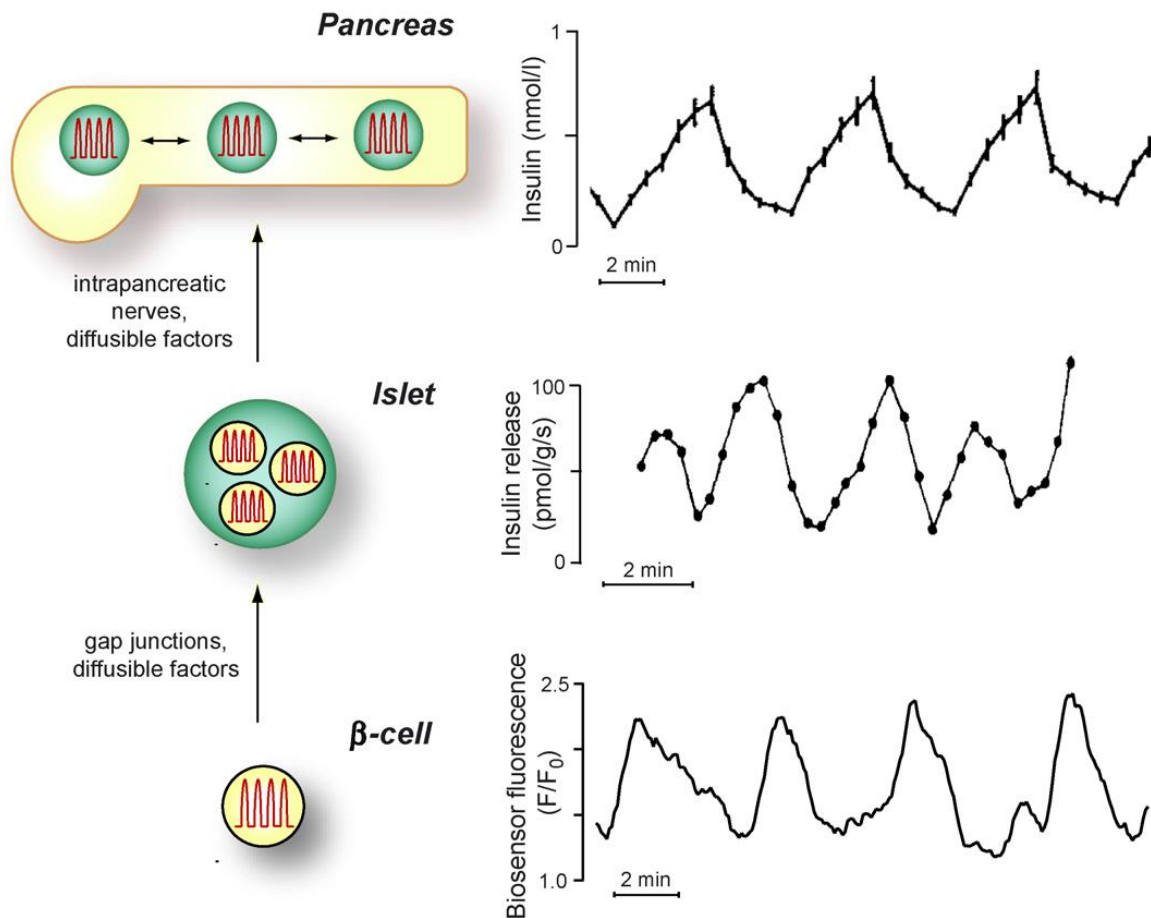 Pancreas
intrapancreatic
nerves,
diffusible factors
Islet
gap junctions,
diffusible factors
β-cell
1
Insulin (nmol/l)
0
2 min
100
Insulin release
(pmol/g/s)
0
2 min
2.5
Biosensor fluorescence
(F/F₀)
1.0
2 min